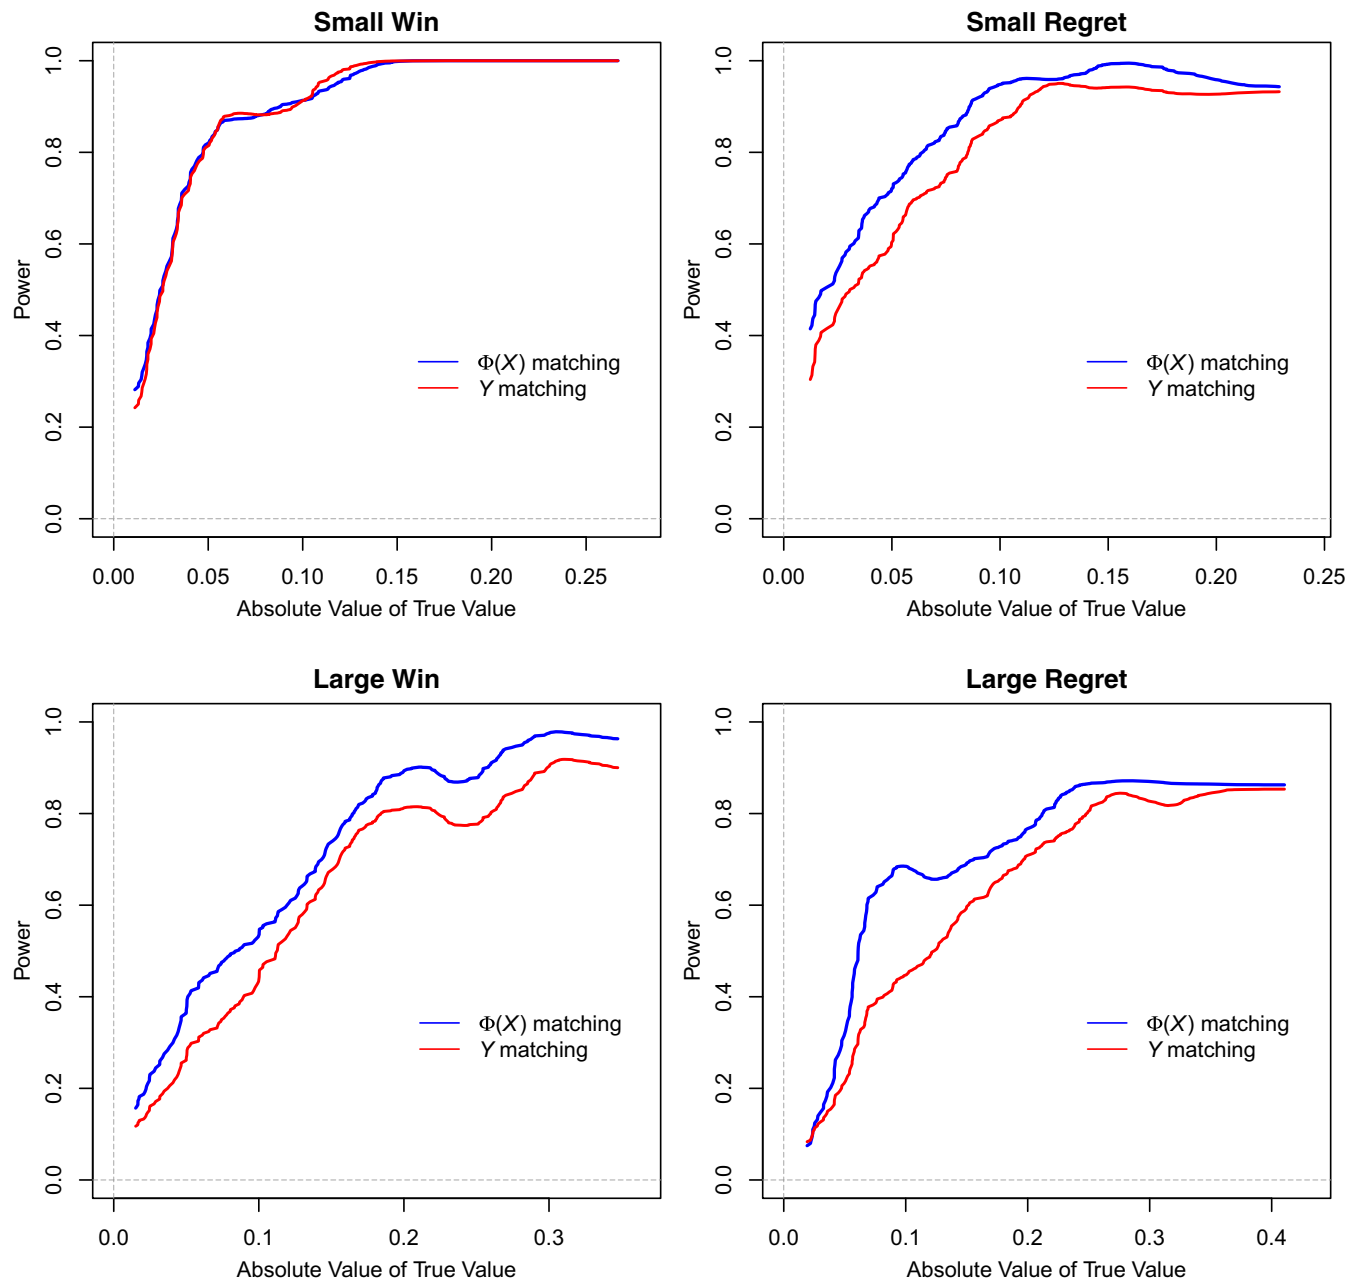 Small Win
Power
0.0 0.2 0.4 0.6 0.8 1.0
Φ(X) matching
Y matching
0.00 0.05 0.10 0.15 0.20 0.25
Absolute Value of True Value
Small Regret
Power
0.0 0.2 0.4 0.6 0.8 1.0
Φ(X) matching
Y matching
0.00 0.05 0.10 0.15 0.20 0.25
Absolute Value of True Value
Large Win
Power
0.0 0.2 0.4 0.6 0.8 1.0
Φ(X) matching
Y matching
0.0 0.1 0.2 0.3
Absolute Value of True Value
Large Regret
Power
0.0 0.2 0.4 0.6 0.8 1.0
Φ(X) matching
Y matching
0.0 0.1 0.2 0.3 0.4
Absolute Value of True Value